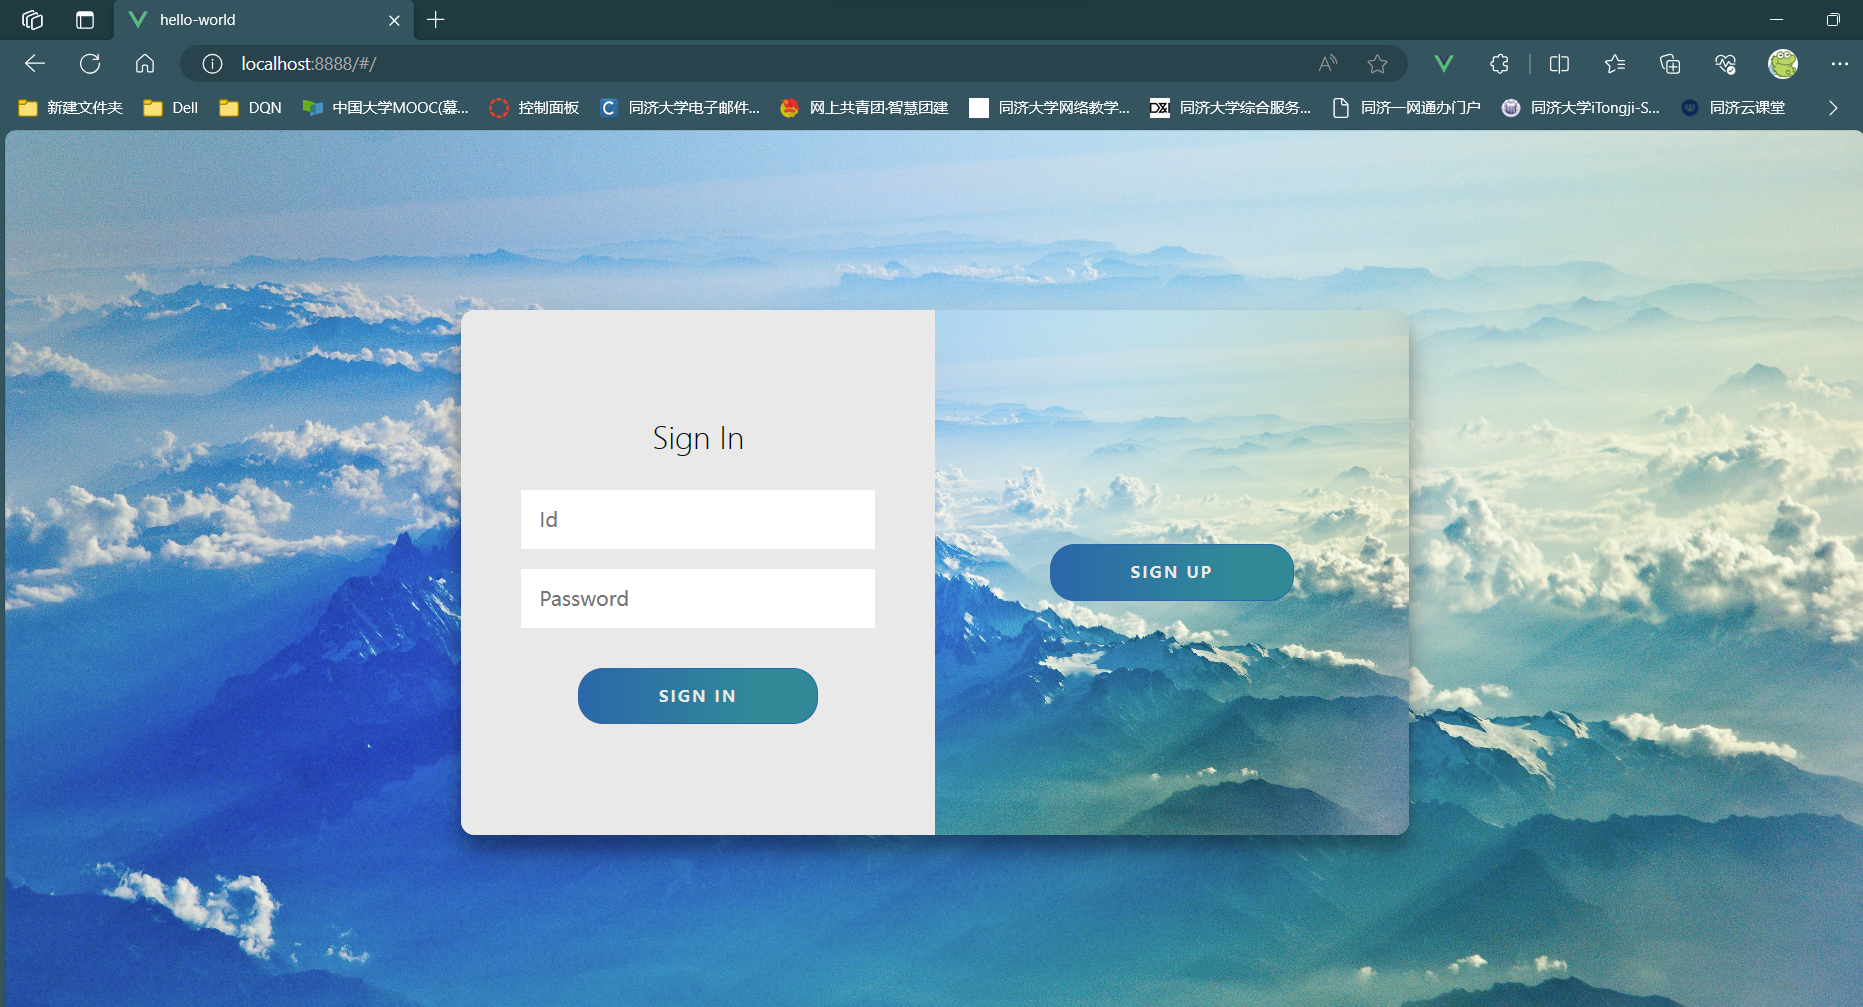 hello-world
localhost:8888/#/
新建文件夹 Dell DQN 中国大学MOOC(慕... 控制面板 同济大学电子邮件... 网上共青团·智慧团建 同济大学网络教学... 同济大学综合服务... 同济一网通办门户 同济大学iTongji-S... 同济云课堂
Sign In
Id
Password
SIGN IN
SIGN UP